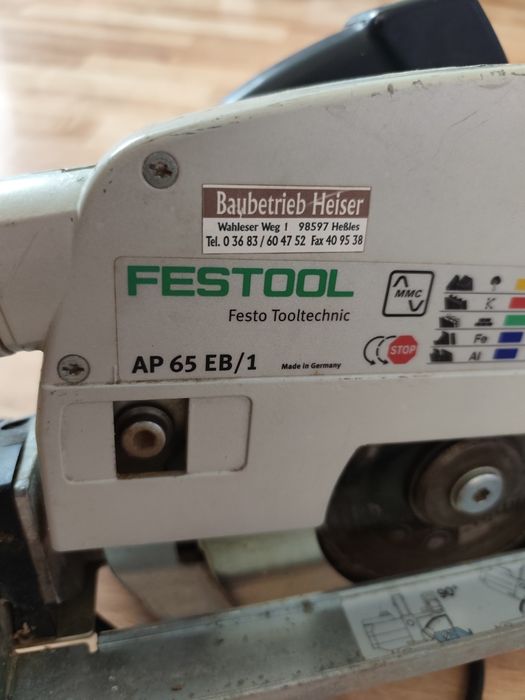 Baubetrieb Heiser
Wahleser Weg 1 98597 Heßles
Tel. 0 36 83 / 60 47 52 Fax 40 95 38
FESTOOL
Festo Tooltechnic
MMC
K
STOP
Fe
Al
AP 65 EB/1
Made in Germany
90°